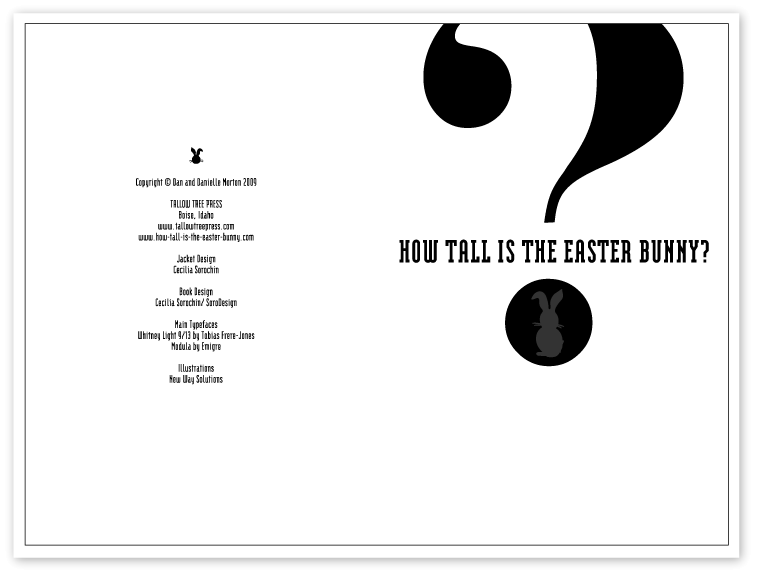 Copyright © Dan and Danielle Morton 2009
TALLOW TREE PRESS
Boise, Idaho
www.tallowtreepress.com
www.how-tall-is-the-easter-bunny.com
Jacket Design
Cecilia Sorochin
Book Design
Cecilia Sorochin/ SoroDesign
Main Typefaces
Whitney Light 9/13 by Tobias Frere-Jones
Modula by Emigre
Illustrations
New Way Solutions
?
HOW TALL IS THE EASTER BUNNY?